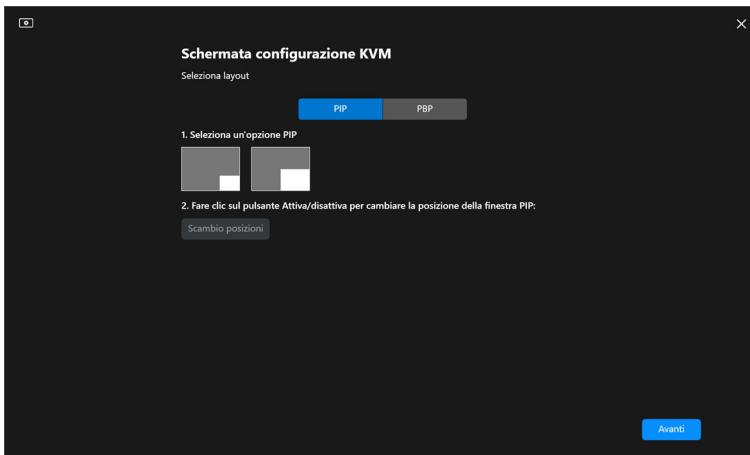 Schermata configurazione KVM
Seleziona layout
PIP
PBP
1. Seleziona un'opzione PIP
2. Fare clic sul pulsante Attiva/disattiva per cambiare la posizione della finestra PIP:
Scambio posizioni
Avanti